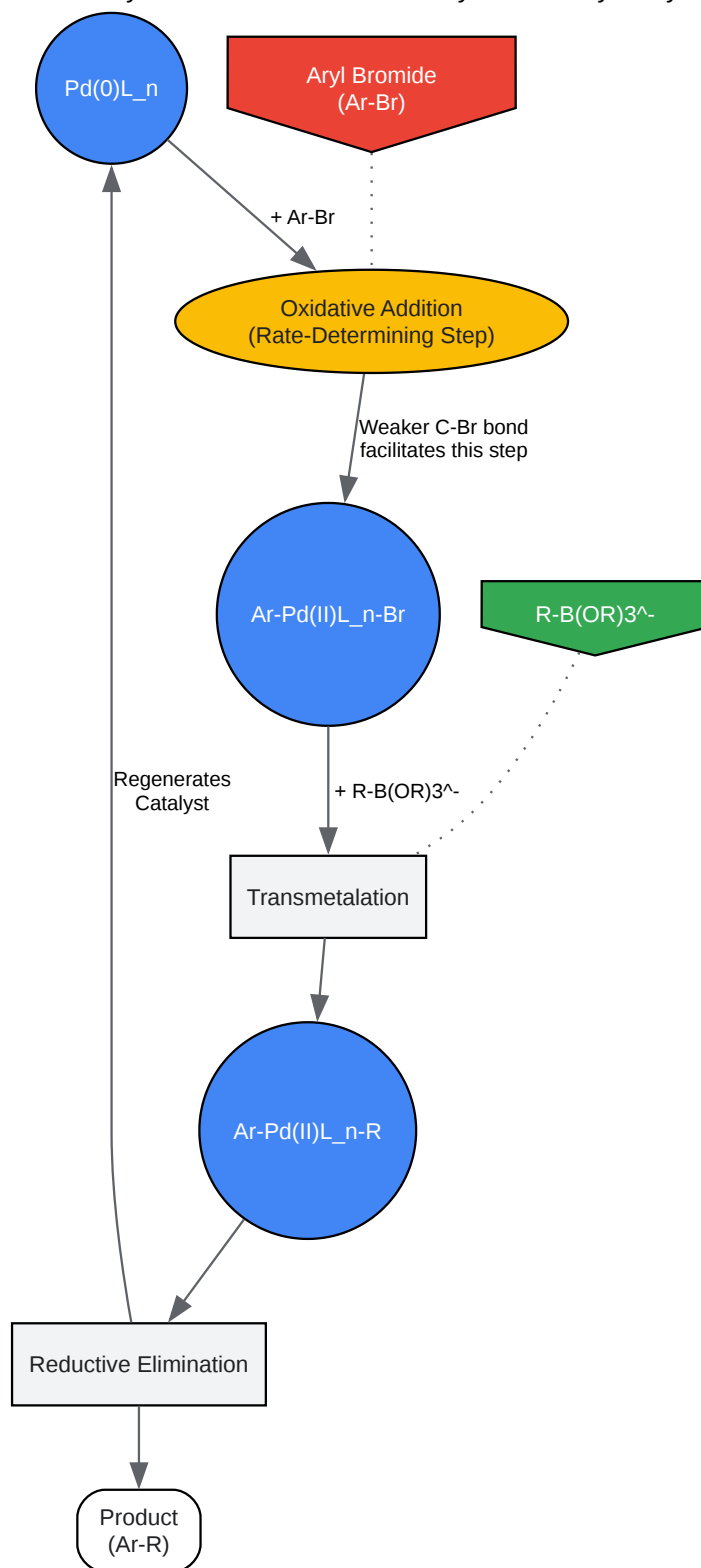 Pd(0)L_n
Aryl Bromide
(Ar-Br)
+ Ar-Br
Oxidative Addition
(Rate-Determining Step)
Weaker C-Br bond
facilitates this step
Ar-Pd(II)L_n-Br
R-B(OR)3^-
Regenerates
Catalyst
+ R-B(OR)3^-
Transmetalation
Ar-Pd(II)L_n-R
Reductive Elimination
Product
(Ar-R)